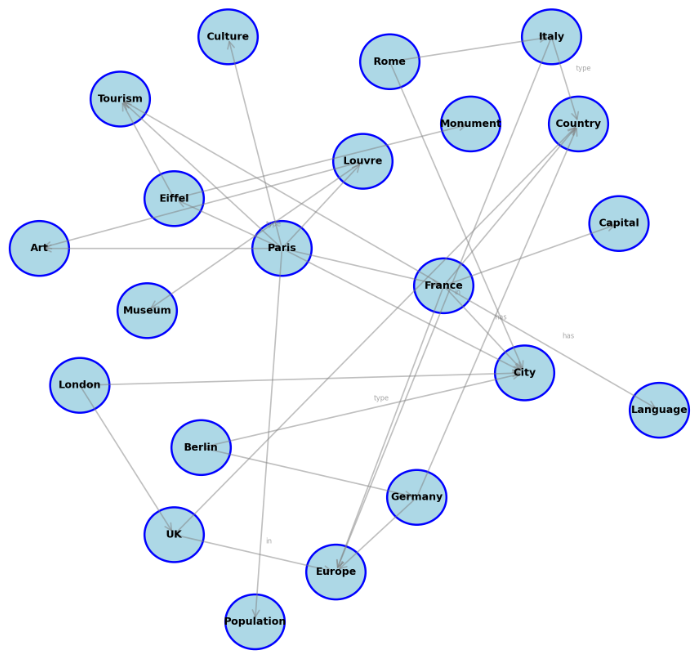 Culture
Italy
Rome
type
Tourism
Monument
Country
Louvre
Eiffel
Capital
Art
Paris
France
Museum
has
has
City
London
type
Language
Berlin
Germany
UK
in
Europe
Population